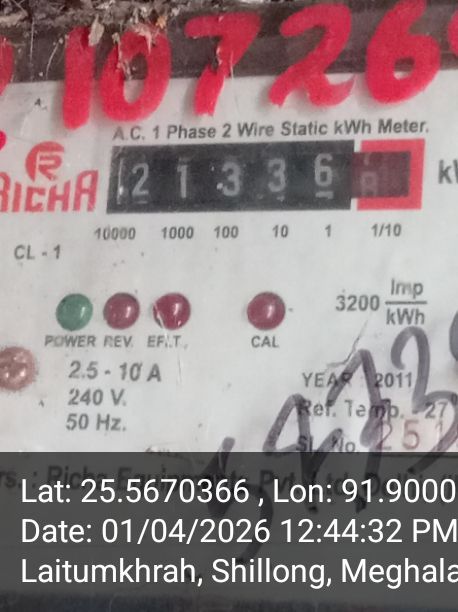 107269
A.C. 1 Phase 2 Wire Static kWh Meter.
RICHA
21336
10000 1000 100 10 1 1/10
CL - 1
3200 Imp/kWh
POWER REV. EF.T. CAL
2.5 - 10 A
240 V.
50 Hz.
YEAR 2011
Ref. Temp. - 27
SL. No. 251
Lat: 25.5670366 , Lon: 91.9000
Date: 01/04/2026 12:44:32 PM
Laitumkhrah, Shillong, Meghala